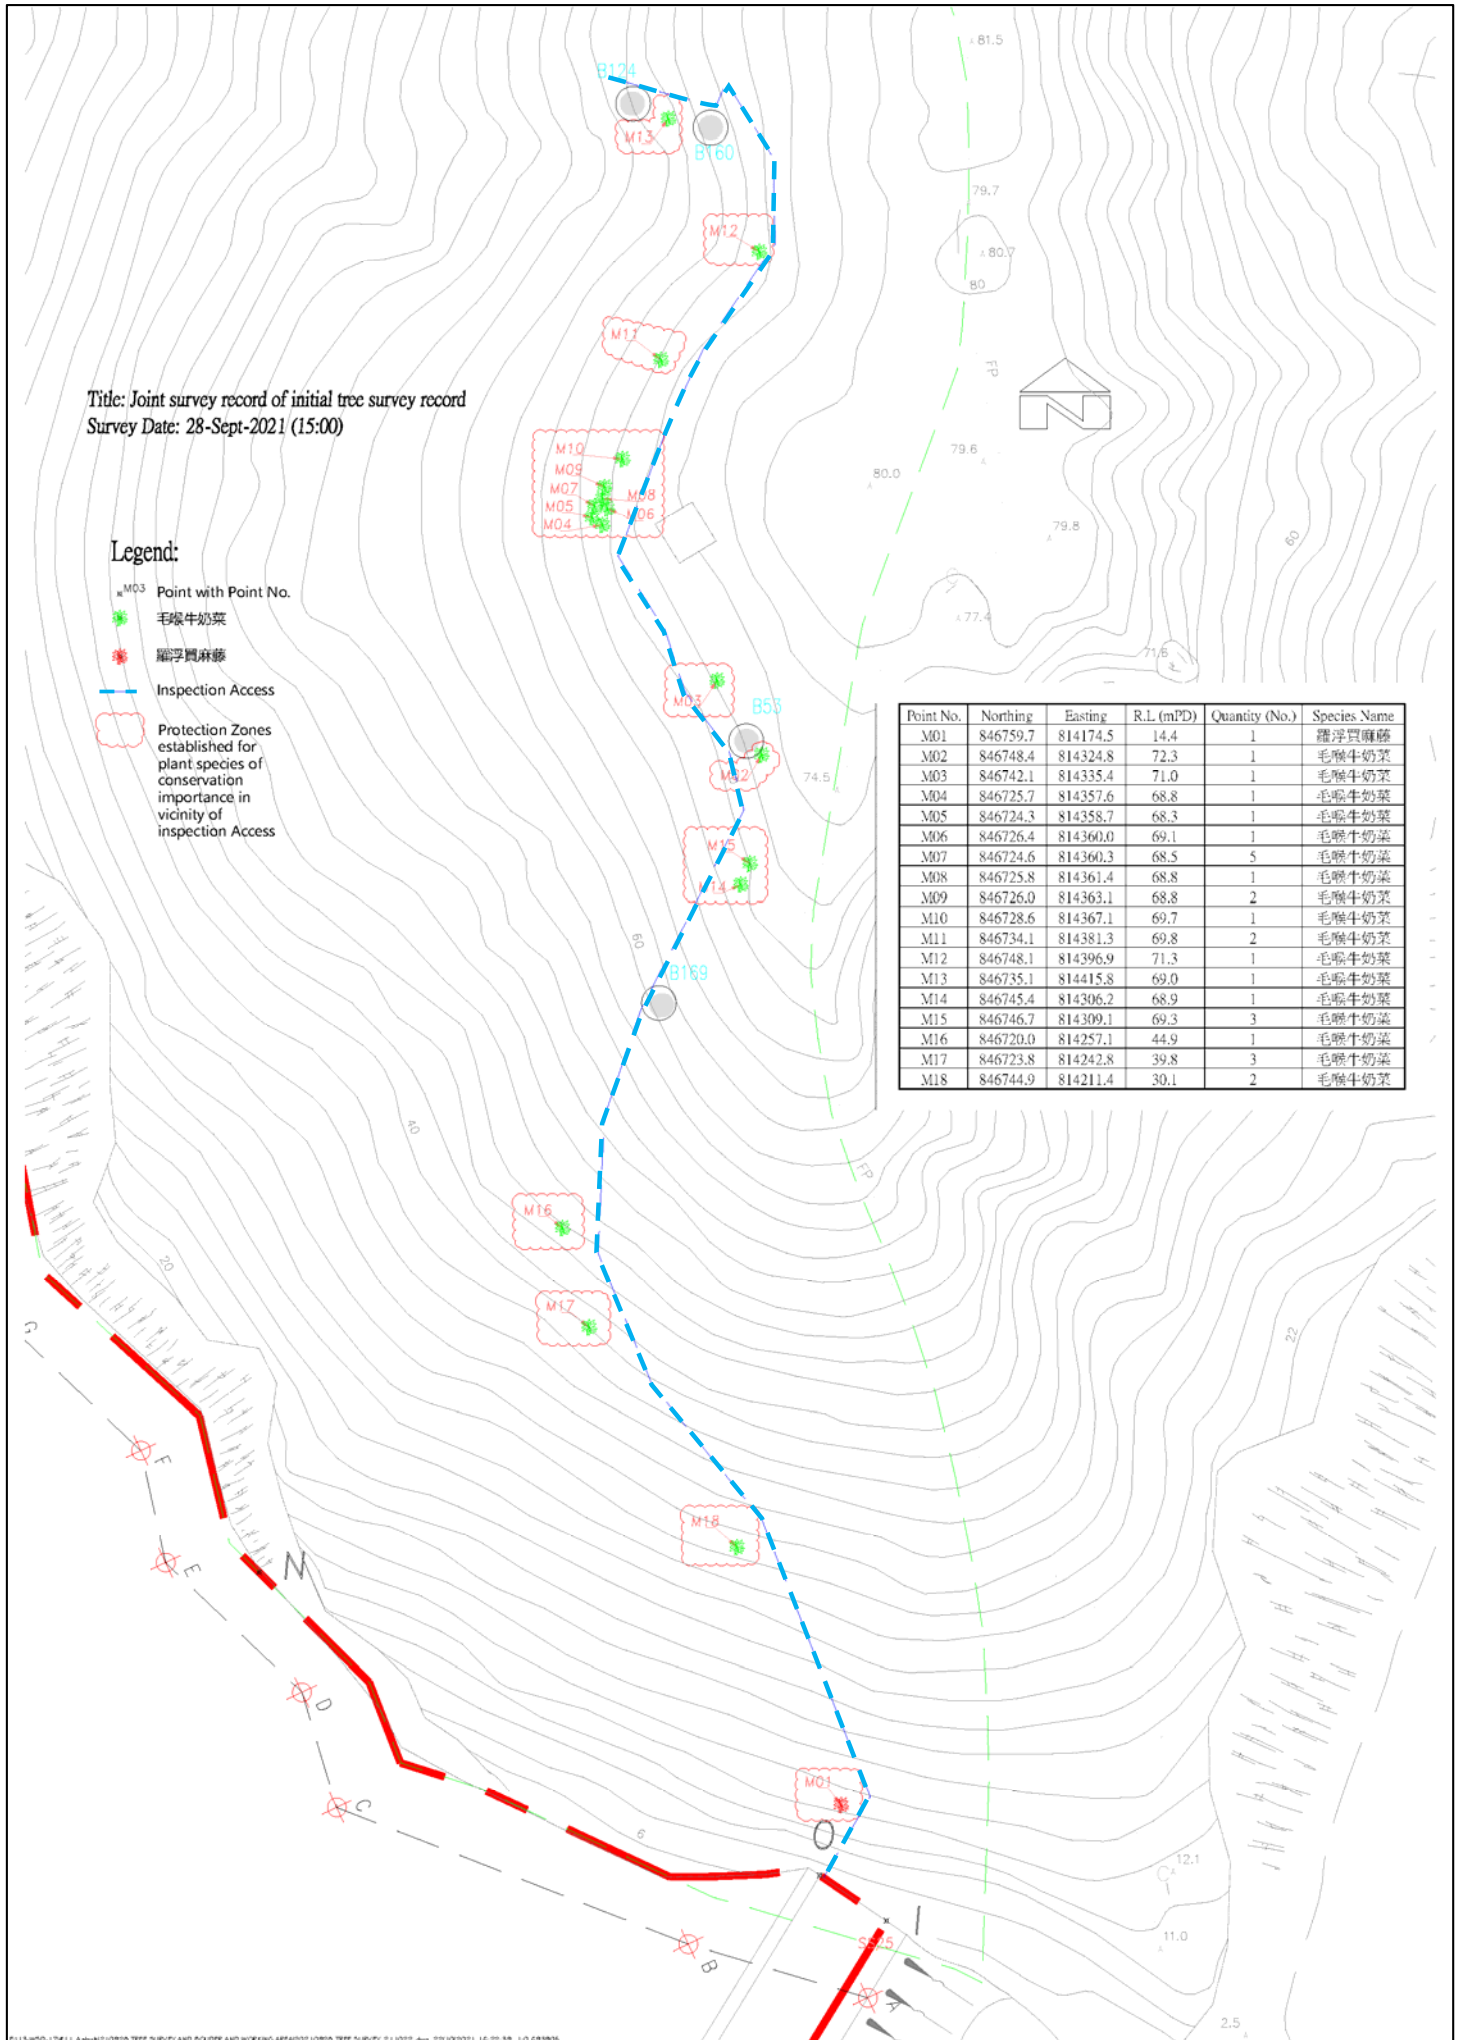 B124
M13
B160
81.5
79.7
M12
80.7
80
M11
FP
N
Title: Joint survey record of initial tree survey record
Survey Date: 28-Sept-2021 (15:00)
M10
M09
M07
M08
M05
M06
M04
79.6
80.0
79.8
60
77.4
71.6
Legend:
M03 Point with Point No.
毛喉牛奶菜
羅浮買麻藤
Inspection Access
Protection Zones
established for
plant species of
conservation
importance in
vicinity of
inspection Access
M03
B53
M02
74.5
M15
M14
60
B169
Point No. Northing Easting R.L (mPD) Quantity (No.) Species Name
M01 846759.7 814174.5 14.4 1 羅浮買麻藤
M02 846748.4 814324.8 72.3 1 毛喉牛奶菜
M03 846742.1 814335.4 71.0 1 毛喉牛奶菜
M04 846725.7 814357.6 68.8 1 毛喉牛奶菜
M05 846724.3 814358.7 68.3 1 毛喉牛奶菜
M06 846726.4 814360.0 69.1 1 毛喉牛奶菜
M07 846724.6 814360.3 68.5 5 毛喉牛奶菜
M08 846725.8 814361.4 68.8 1 毛喉牛奶菜
M09 846726.0 814363.1 68.8 2 毛喉牛奶菜
M10 846728.6 814367.1 69.7 1 毛喉牛奶菜
M11 846734.1 814381.3 69.8 2 毛喉牛奶菜
M12 846748.1 814396.9 71.3 1 毛喉牛奶菜
M13 846735.1 814415.8 69.0 1 毛喉牛奶菜
M14 846745.4 814306.2 68.9 1 毛喉牛奶菜
M15 846746.7 814309.1 69.3 3 毛喉牛奶菜
M16 846720.0 814257.1 44.9 1 毛喉牛奶菜
M17 846723.8 814242.8 39.8 3 毛喉牛奶菜
M18 846744.9 814211.4 30.1 2 毛喉牛奶菜
40
FP
M16
20
M17
22
G
F
M18
E
N
D
M01
C
6
O
12.1
C
I
11.0
SS25
B
A
2.5